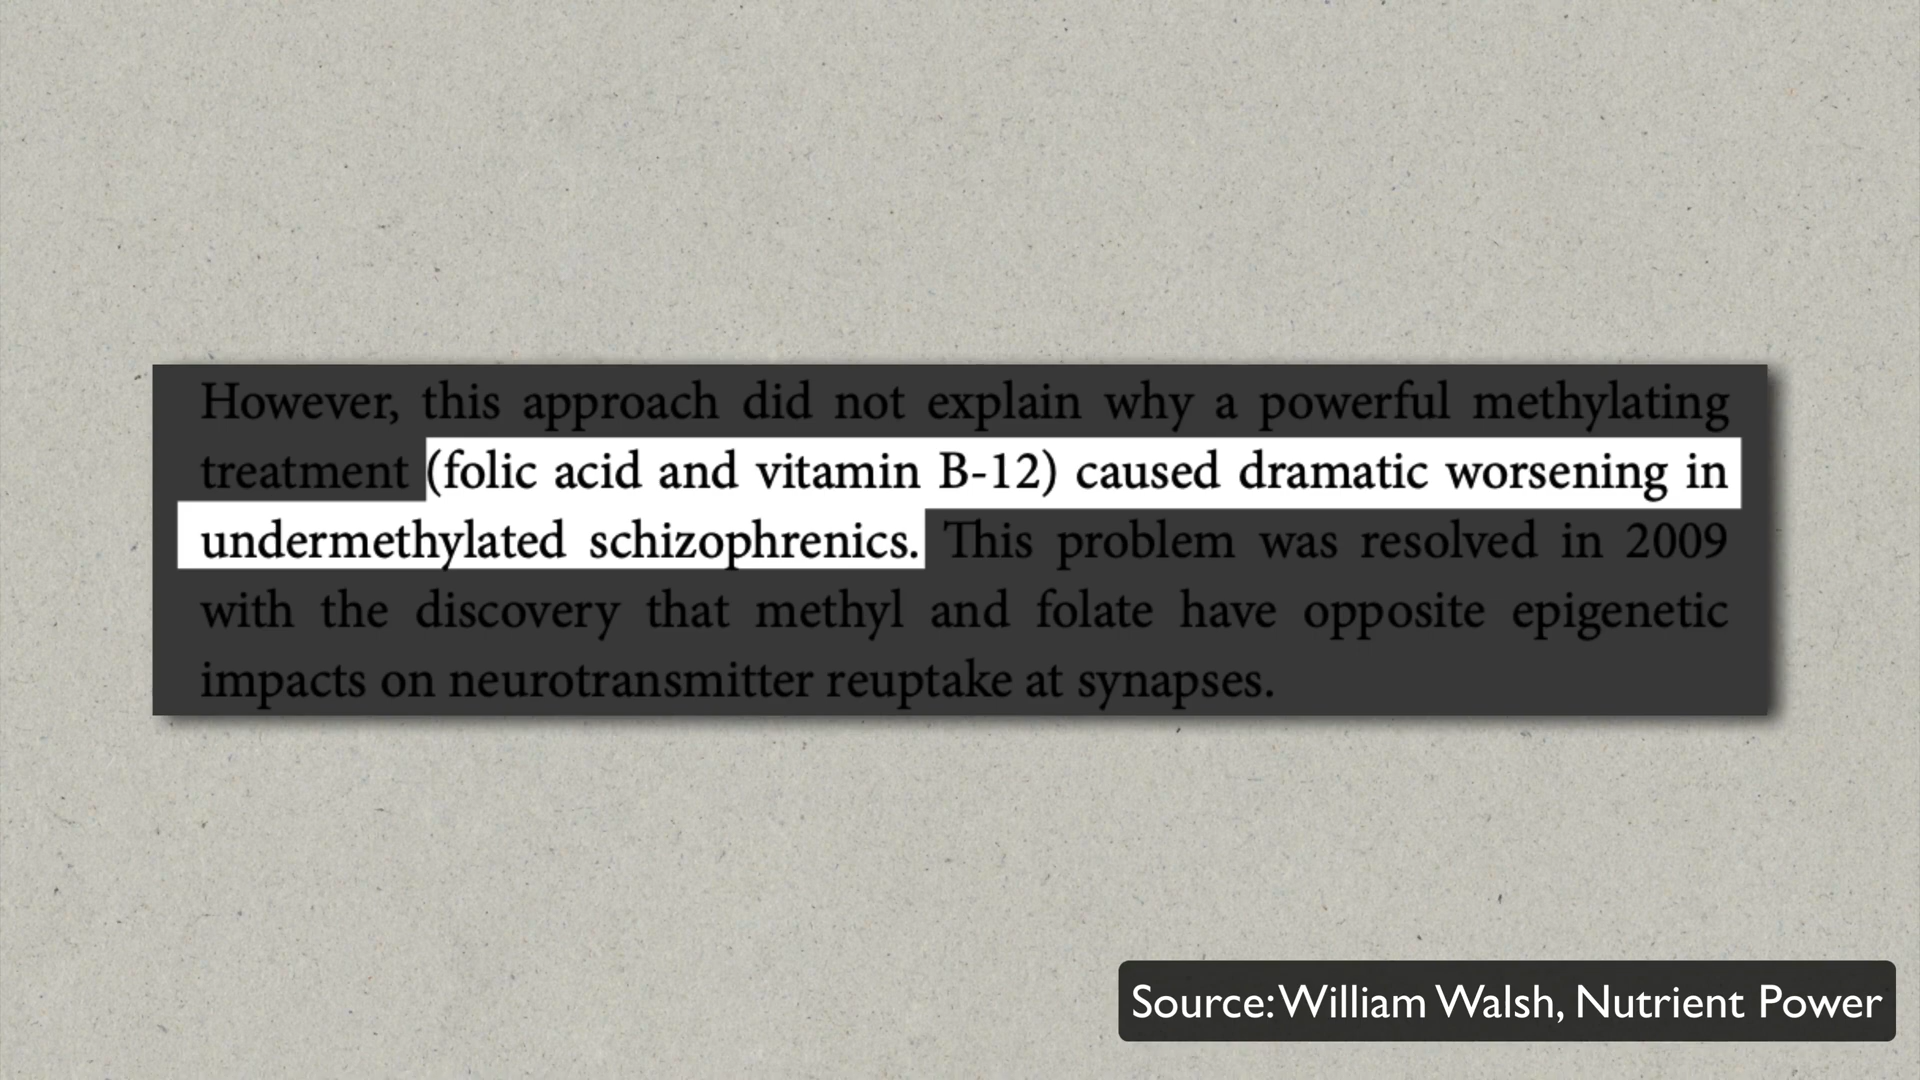 However, this approach did not explain why a powerful methylating
treatment (folic acid and vitamin B-12) caused dramatic worsening in
undermethylated schizophrenics. This problem was resolved in 2009
with the discovery that methyl and folate have opposite epigenetic
impacts on neurotransmitter reuptake at synapses.
Source: William Walsh, Nutrient Power